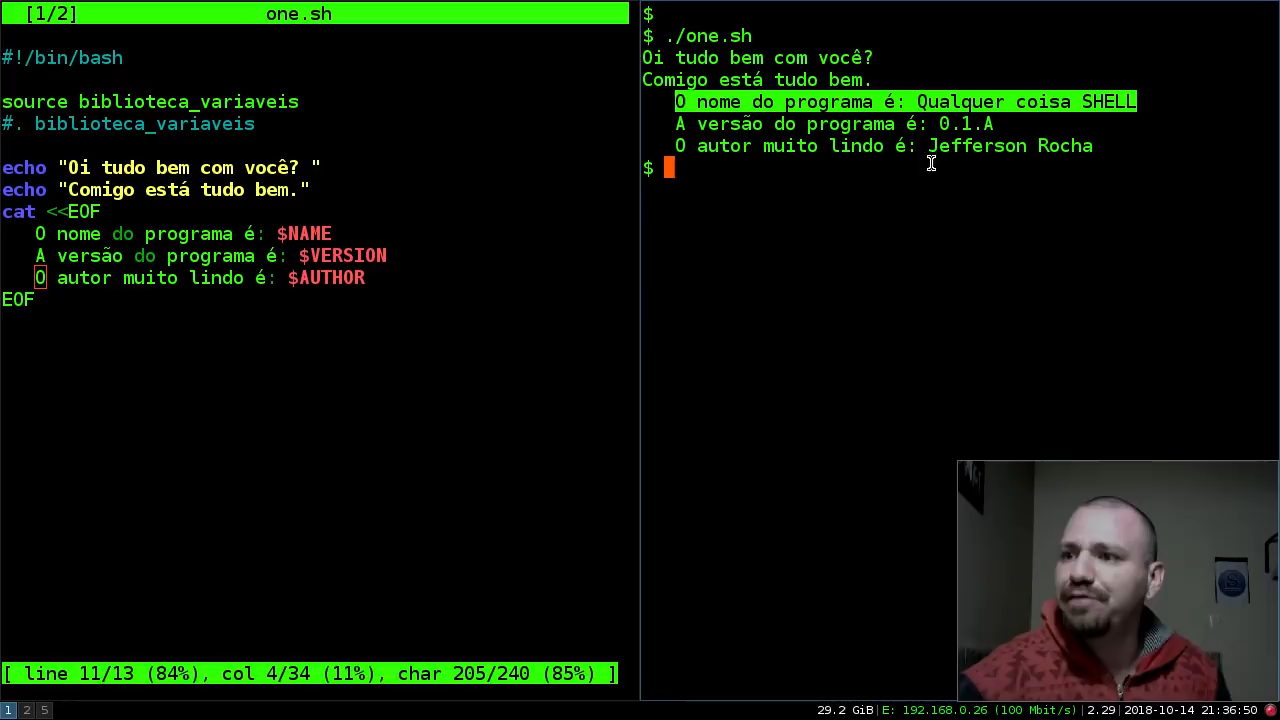 [1/2] one.sh
#!/bin/bash
source biblioteca_variaveis
#. biblioteca_variaveis
echo "Oi tudo bem com você? "
echo "Comigo está tudo bem."
cat <<EOF
O nome do programa é: $NAME
A versão do programa é: $VERSION
O autor muito lindo é: $AUTHOR
EOF
[ line 11/13 (84%), col 4/34 (11%), char 205/240 (85%) ]
$
$ ./one.sh
Oi tudo bem com você?
Comigo está tudo bem.
O nome do programa é: Qualquer coisa SHELL
A versão do programa é: 0.1.A
O autor muito lindo é: Jefferson Rocha
$
1 2 5
29.2 GiB|E: 192.168.0.26 (100 Mbit/s)|2.29|2018-10-14 21:36:50